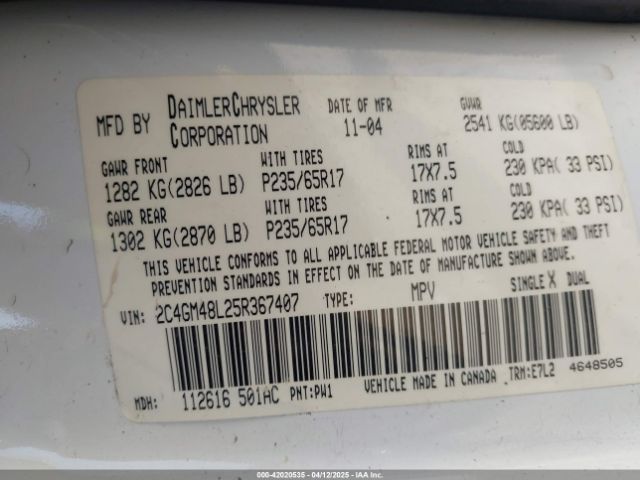 MFD BY DAIMLERCHRYSLER CORPORATION DATE OF MFR 11-04 GVWR 2541 KG(05600 LB)
GAWR FRONT WITH TIRES RIMS AT COLD
1282 KG(2826 LB) P235/65R17 17X7.5 230 KPA( 33 PSI)
GAWR REAR WITH TIRES RIMS AT COLD
1302 KG(2870 LB) P235/65R17 17X7.5 230 KPA( 33 PSI)
THIS VEHICLE CONFORMS TO ALL APPLICABLE FEDERAL MOTOR VEHICLE SAFETY AND THEFT
PREVENTION STANDARDS IN EFFECT ON THE DATE OF MANUFACTURE SHOWN ABOVE.
VIN: 2C4GM48L25R367407 TYPE: MPV SINGLE X DUAL
MDH: 112616 501AC PNT:PW1 VEHICLE MADE IN CANADA TRM:E7L2 4648505
000-42020535 - 04/12/2025 - IAAI.COM